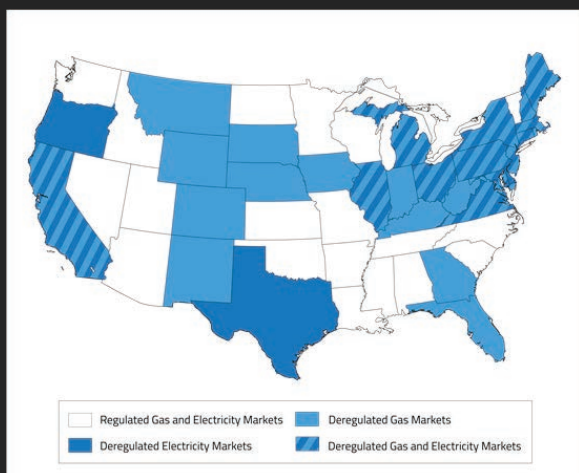 Regulated Gas and Electricity Markets
Deregulated Gas Markets
Deregulated Electricity Markets
Deregulated Gas and Electricity Markets